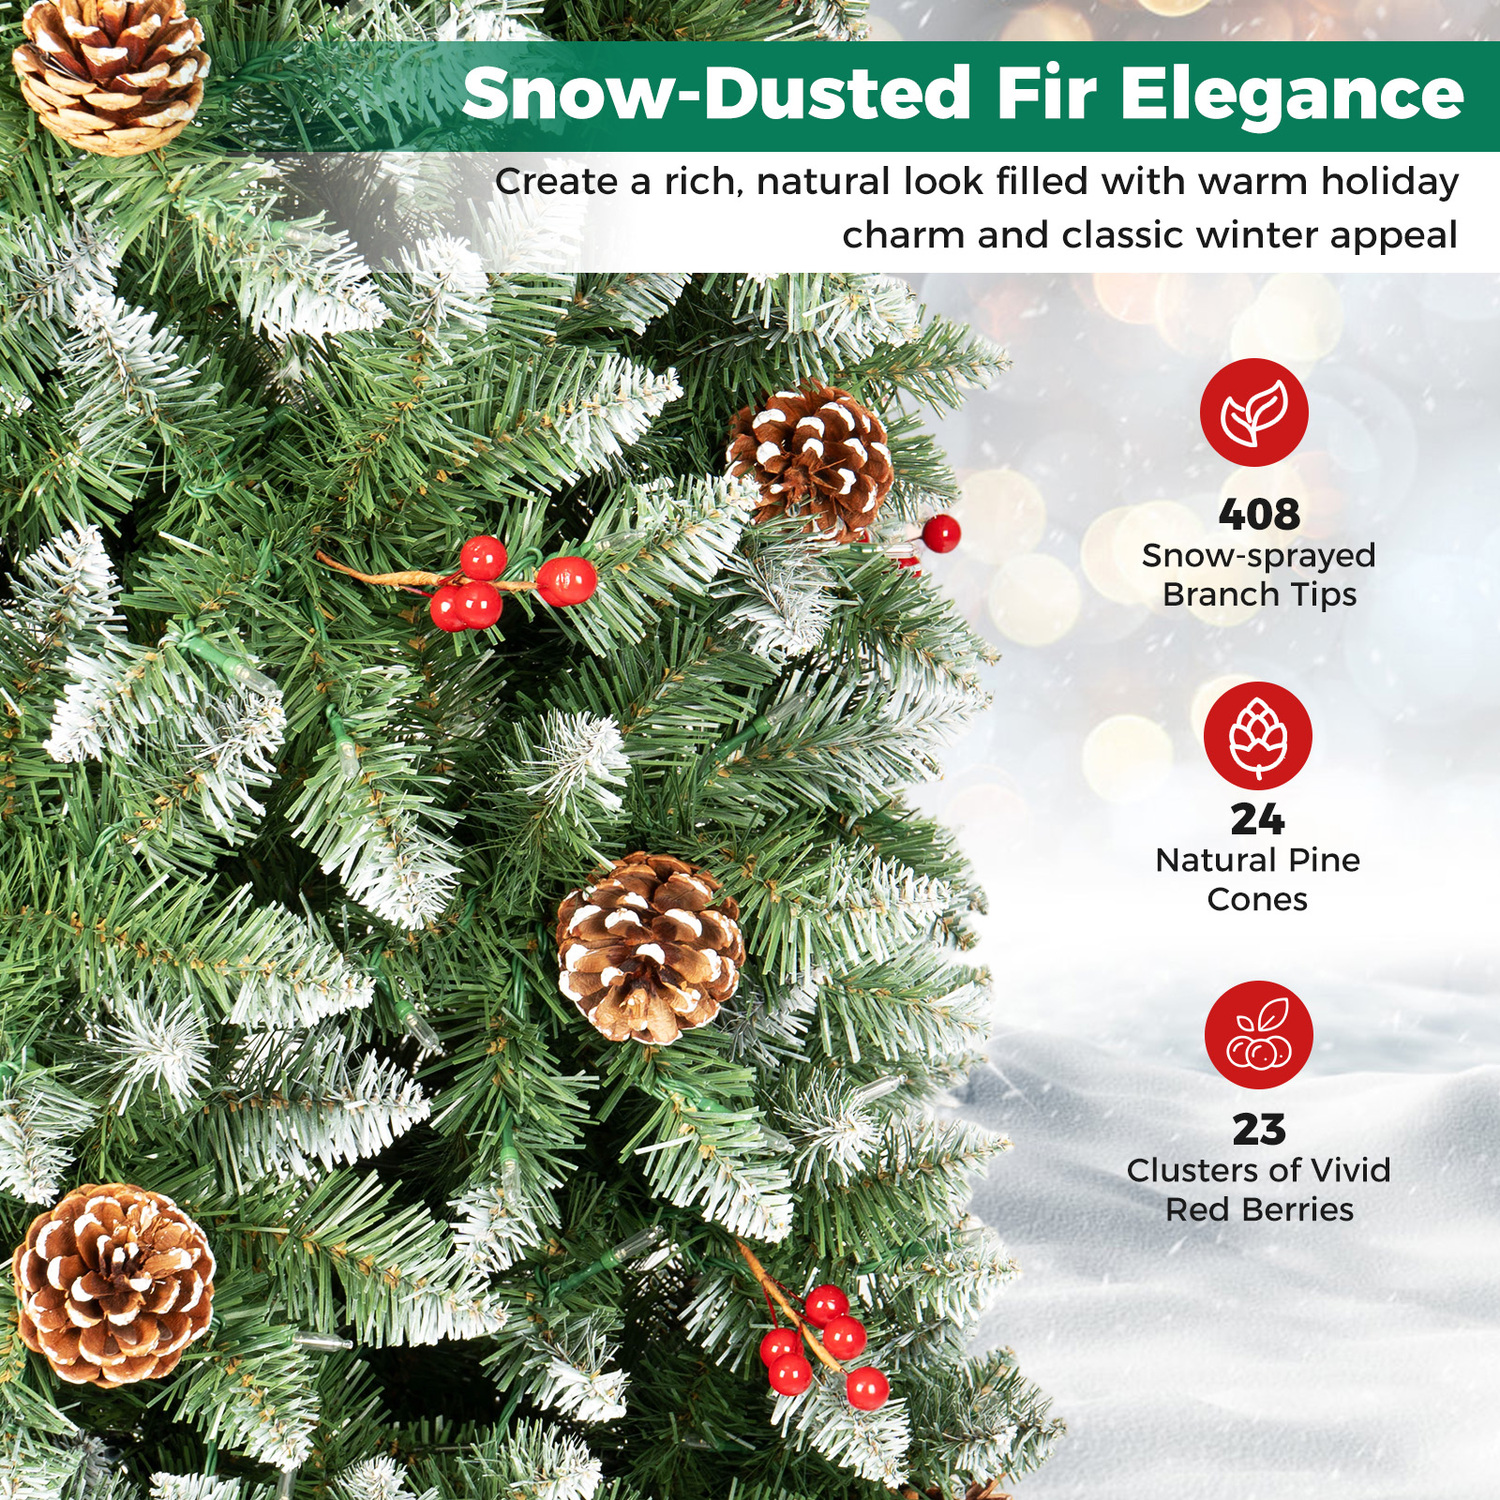 Snow-Dusted Fir Elegance
Create a rich, natural look filled with warm holiday
charm and classic winter appeal
408
Snow-sprayed
Branch Tips
24
Natural Pine
Cones
23
Clusters of Vivid
Red Berries